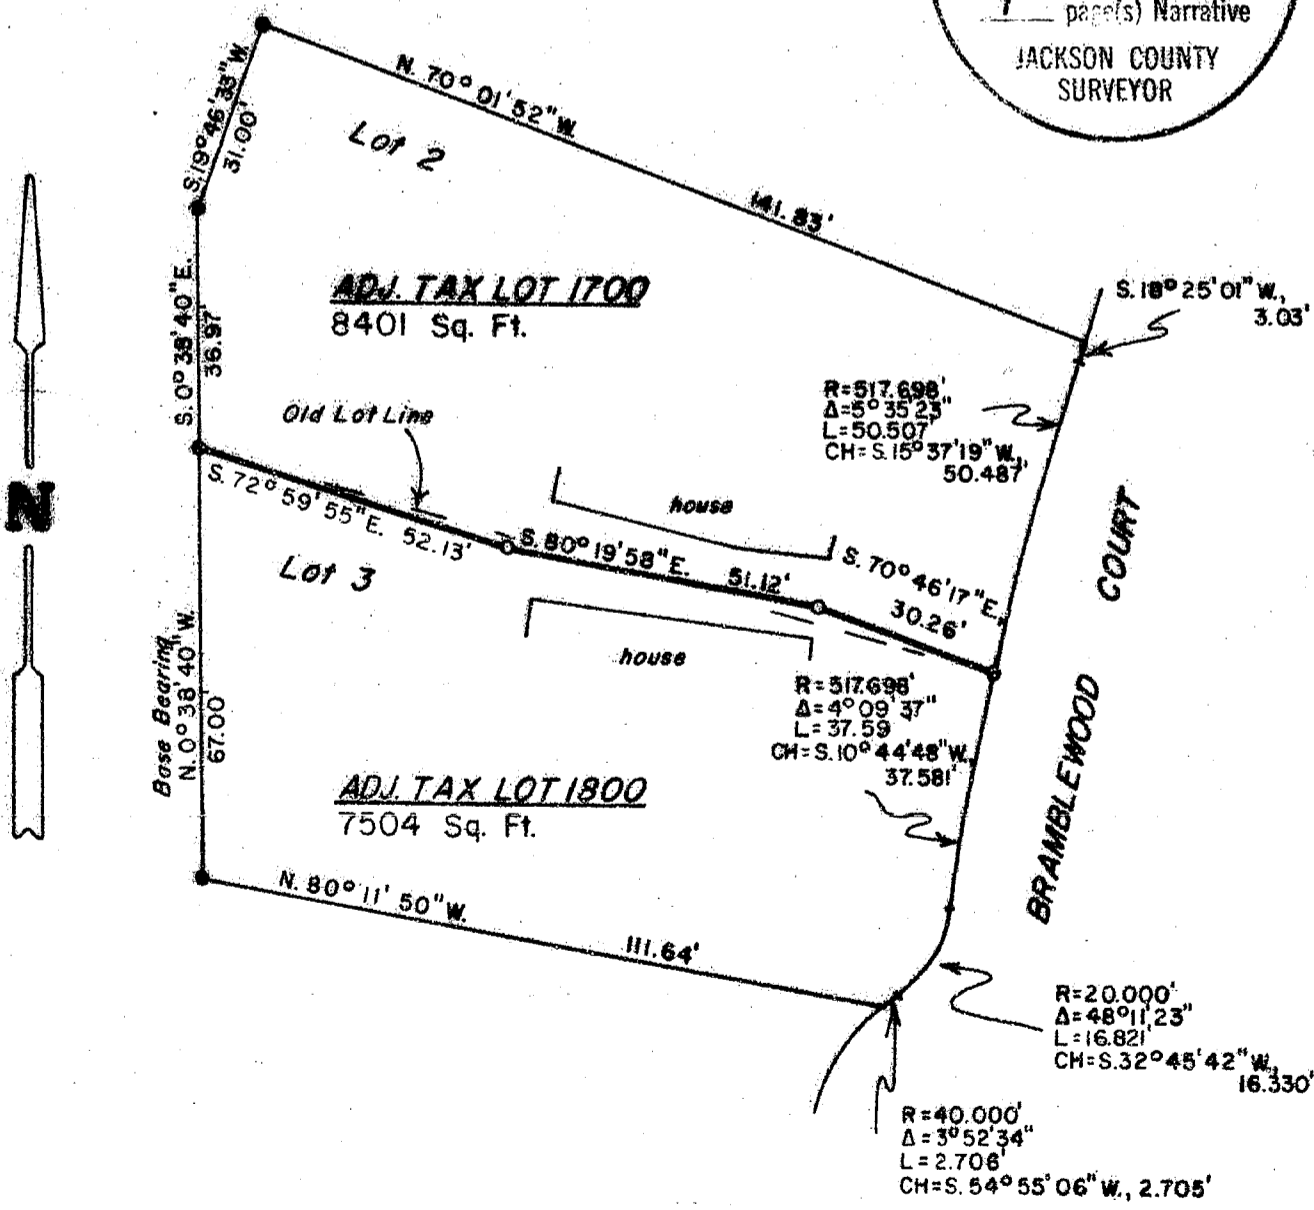 page(s) Narrative
JACKSON COUNTY
SURVEYOR
N. 70° 01' 52" W.
141.83'
S. 19° 46' 33" W.
31.00'
Lot 2
S. 0° 38' 40" E.
36.97'
ADJ. TAX LOT 1700
8401 Sq. Ft.
S. 18° 25' 01" W.,
3.03'
R=517.698'
Δ=5° 35' 23"
L=50.507'
CH=S. 15° 37' 19" W.,
50.487'
Old Lot Line
house
N
S. 72° 59' 55" E. 52.13'
S. 80° 19' 58" E. 51.12'
S. 70° 46' 17" E.,
30.26'
Lot 3
house
BRAMBLEWOOD COURT
Base Bearing
N. 0° 38' 40" W.
67.00
R=517.698'
Δ=4° 09' 37"
L=37.59
CH=S. 10° 44' 48" W.,
37.581'
ADJ. TAX LOT 1800
7504 Sq. Ft.
N. 80° 11' 50" W.
111.64'
R=20.000'
Δ=48° 11' 23"
L=16.821'
CH=S. 32° 45' 42" W.,
16.330'
R=40.000'
Δ=3° 52' 34"
L=2.706'
CH=S. 54° 55' 06" W., 2.705'